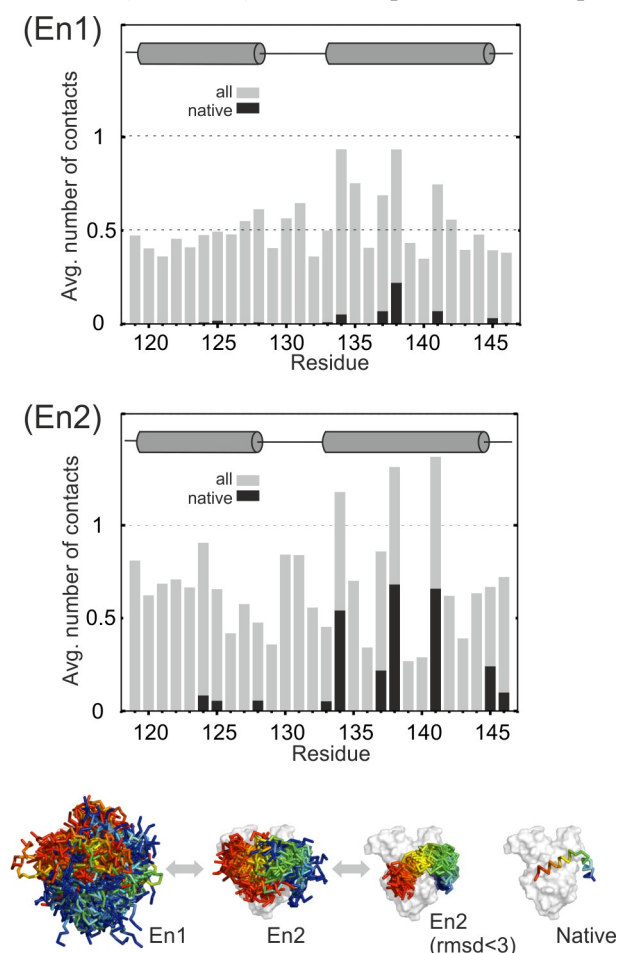 (En1)
all
native
Avg. number of contacts
1
0.5
0
120 125 130 135 140 145
Residue
(En2)
all
native
Avg. number of contacts
1
0.5
0
120 125 130 135 140 145
Residue
En1 En2 En2 Native
(rmsd<3)